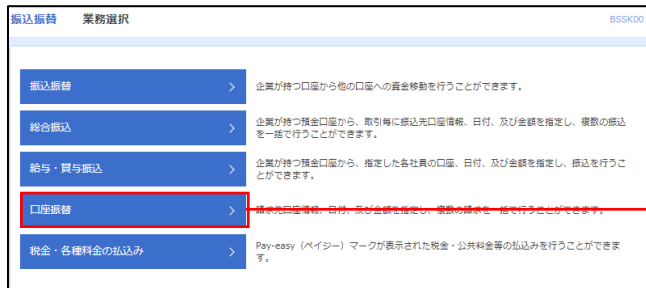 振込振替 業務選択 BSSK001
振込振替 企業が持つ口座から他の口座への資金移動を行うことができます。
総合振込 企業が持つ預金口座から、取引毎に振込先口座情報、日付、及び金額を指定し、複数の振込
を一括で行うことができます。
給与・賞与振込 企業が持つ預金口座から、指定した各社員の口座、日付、及び金額を指定し、振込を行うこ
とができます。
口座振替 請求先口座情報、日付、及び金額を指定し、複数の請求を一括で行うことができます。
税金・各種料金の払込み Pay-easy（ペイジー）マークが表示された税金・公共料金等の払込みを行うことができま
す。